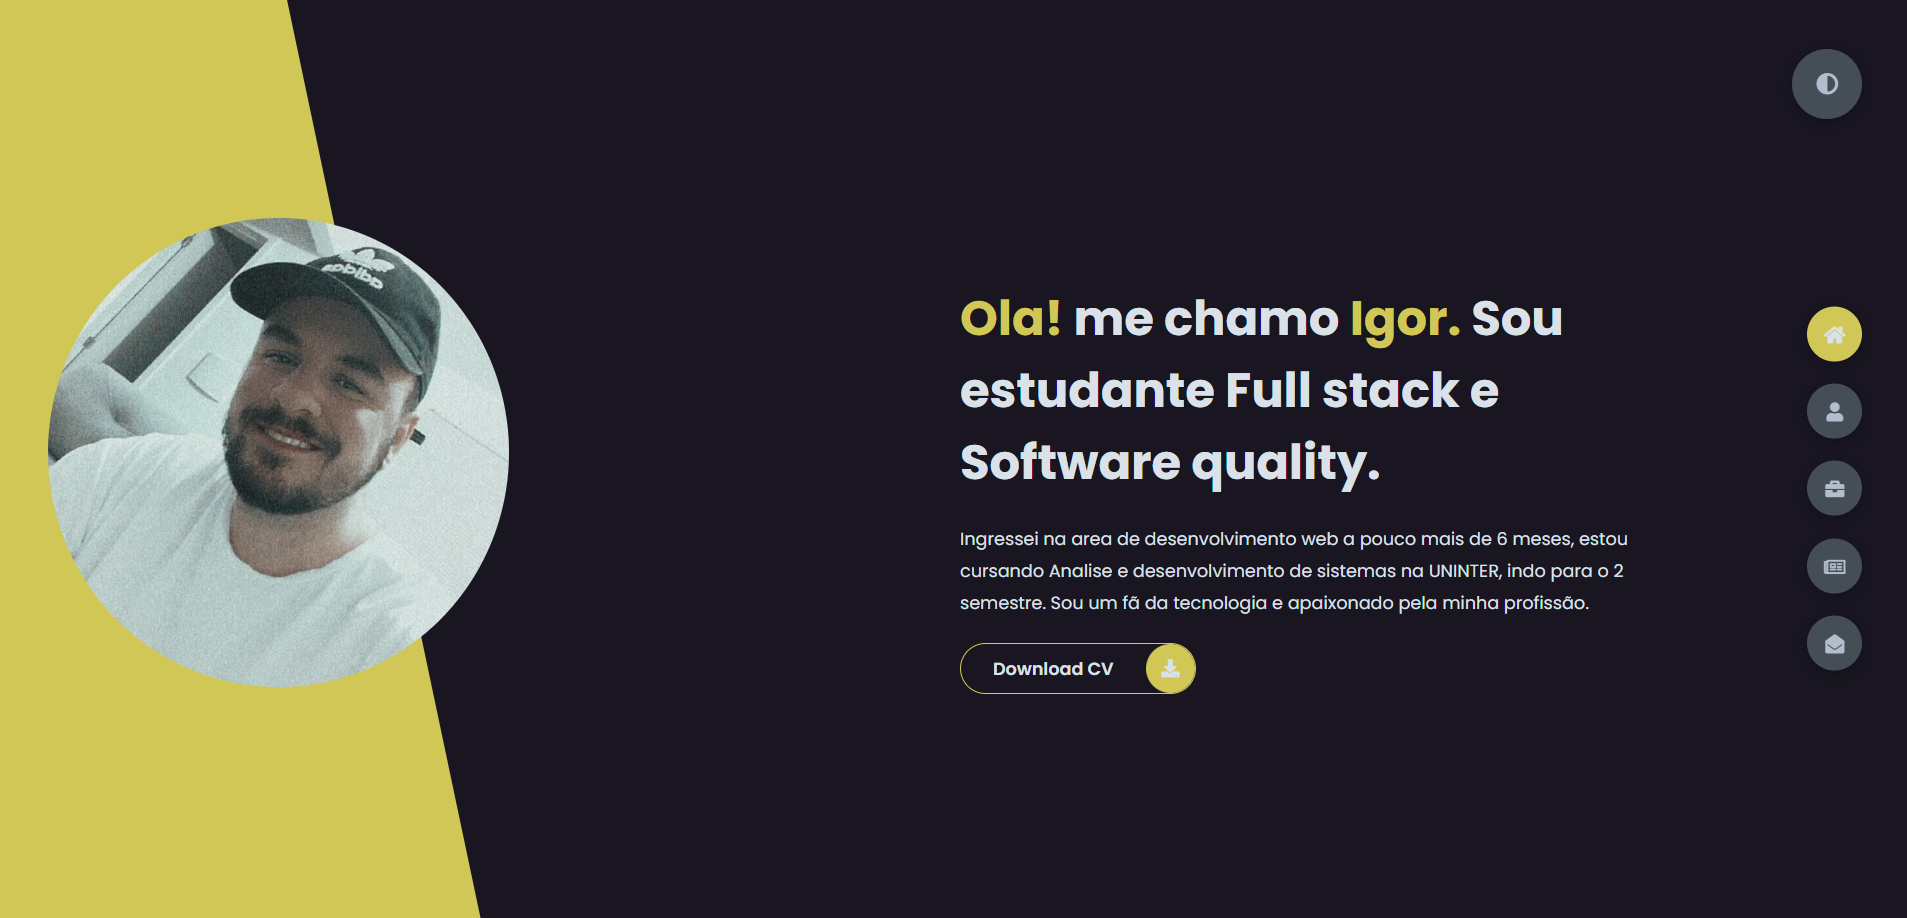 adidas
Ola! me chamo Igor. Sou
estudante Full stack e
Software quality.
Ingressei na area de desenvolvimento web a pouco mais de 6 meses, estou
cursando Analise e desenvolvimento de sistemas na UNINTER, indo para o 2
semestre. Sou um fã da tecnologia e apaixonado pela minha profissão.
Download CV